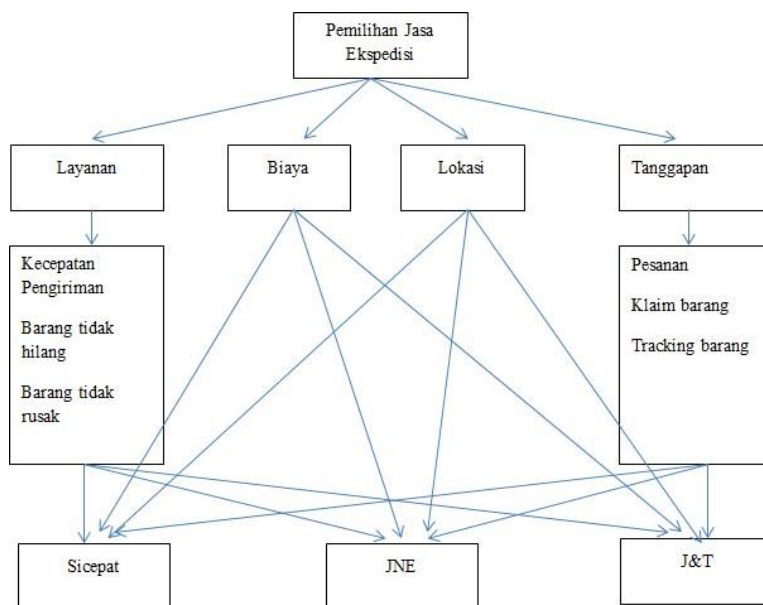 Pemilihan Jasa
Ekspedisi
Layanan
Biaya
Lokasi
Tanggapan
Kecepatan
Pengiriman
Barang tidak
hilang
Barang tidak
rusak
Pesanan
Klaim barang
Tracking barang
Sicepat
JNE
J&T